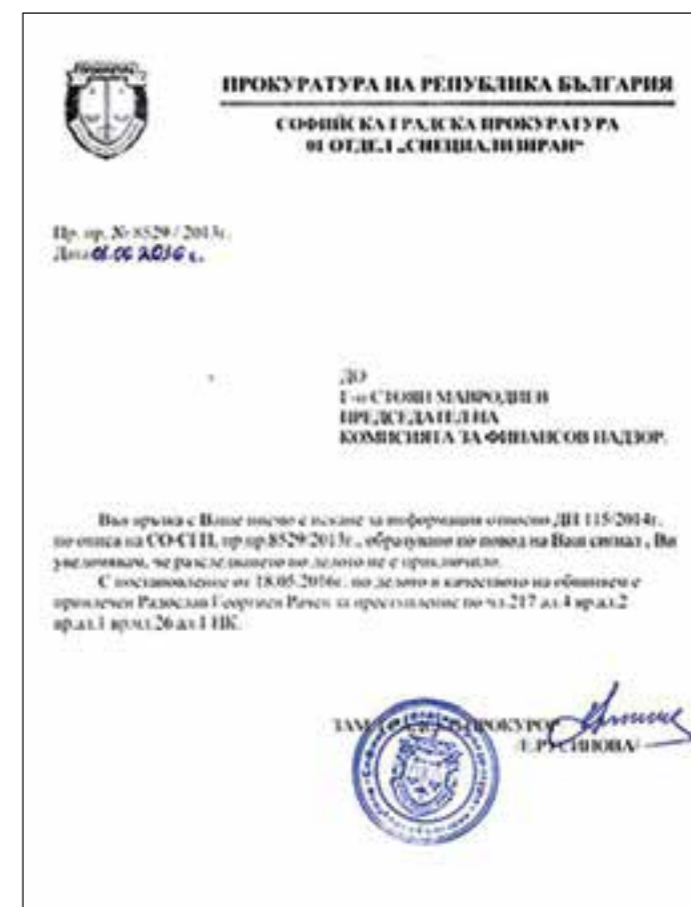 ПРОКУРАТУРА НА РЕПУБЛИКА БЪЛГАРИЯ
СОФИЙСКА ГРАДСКА ПРОКУРАТУРА
01 ОТДЕЛ „СПЕЦИАЛИЗИРАН“
Пр. пр. № 8529 / 2013г.
Дата 01.06 2016 г.
ДО
Г-н СТОЯН МАВРОДИЕВ
ПРЕДСЕДАТЕЛ НА
КОМИСИЯТА ЗА ФИНАНСОВ НАДЗОР.
Във връзка с Ваше писмо с искане за информация относно ДП 115/2014г.
по описа на СО-СГП, пр.пр.8529/2013г., образувано по повод на Ваш сигнал , Ви
уведомявам, че разследването по делото не е приключило.
С постановление от 18.05.2016г. по делото в качеството на обвиняем е
привлечен Радослав Георгиев Рачев за престъпление по чл.217 ал.4 вр.ал.2
вр.ал.1 вр.чл.26 ал.1 НК.
ЗАМ. ПРОКУРОР
РУСИНОВА/